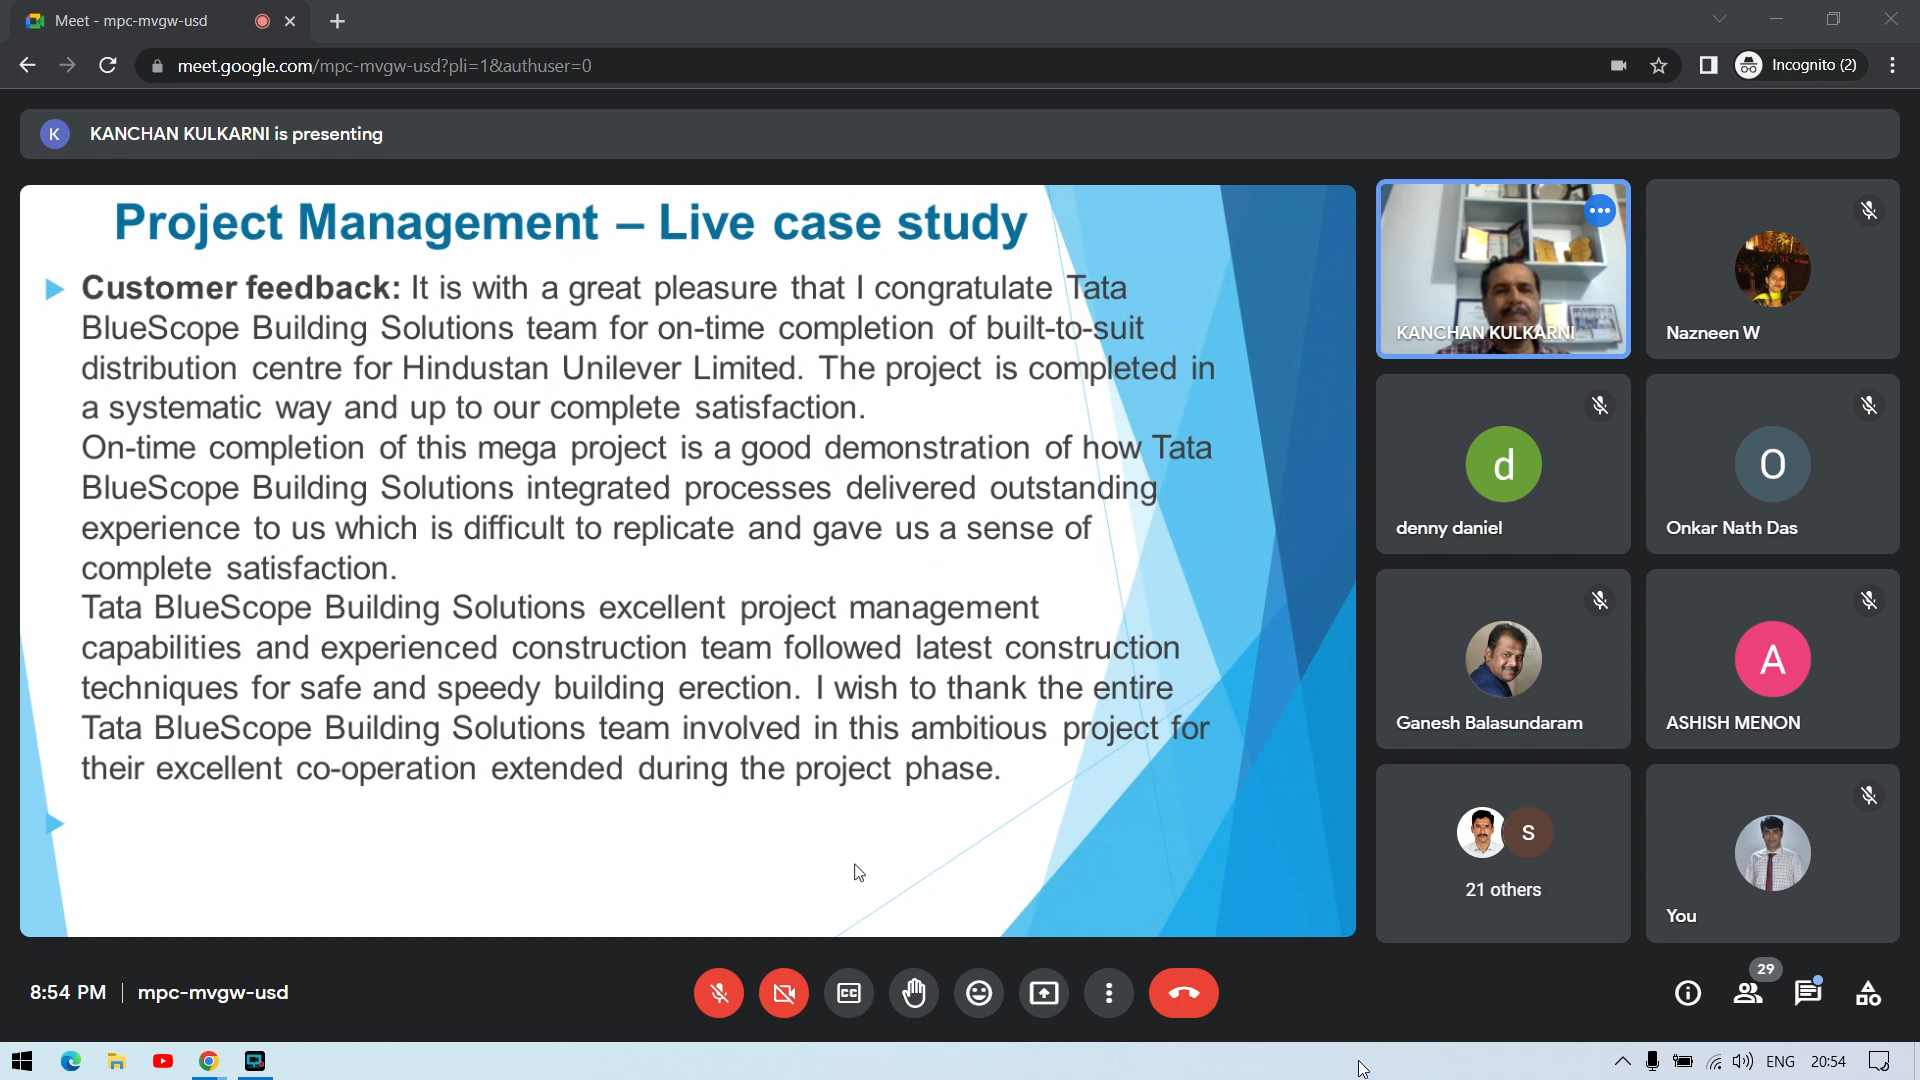 Meet - mpc-mvgw-usd
meet.google.com/mpc-mvgw-usd?pli=1&authuser=0
Incognito (2)
K
KANCHAN KULKARNI is presenting
Project Management – Live case study
Customer feedback: It is with a great pleasure that I congratulate Tata
BlueScope Building Solutions team for on-time completion of built-to-suit
distribution centre for Hindustan Unilever Limited. The project is completed in
a systematic way and up to our complete satisfaction.
On-time completion of this mega project is a good demonstration of how Tata
BlueScope Building Solutions integrated processes delivered outstanding
experience to us which is difficult to replicate and gave us a sense of
complete satisfaction.
Tata BlueScope Building Solutions excellent project management
capabilities and experienced construction team followed latest construction
techniques for safe and speedy building erection. I wish to thank the entire
Tata BlueScope Building Solutions team involved in this ambitious project for
their excellent co-operation extended during the project phase.
KANCHAN KULKARNI
Nazneen W
d
denny daniel
O
Onkar Nath Das
Ganesh Balasundaram
A
ASHISH MENON
S
21 others
You
8:54 PM | mpc-mvgw-usd
CC
29
ENG
20:54